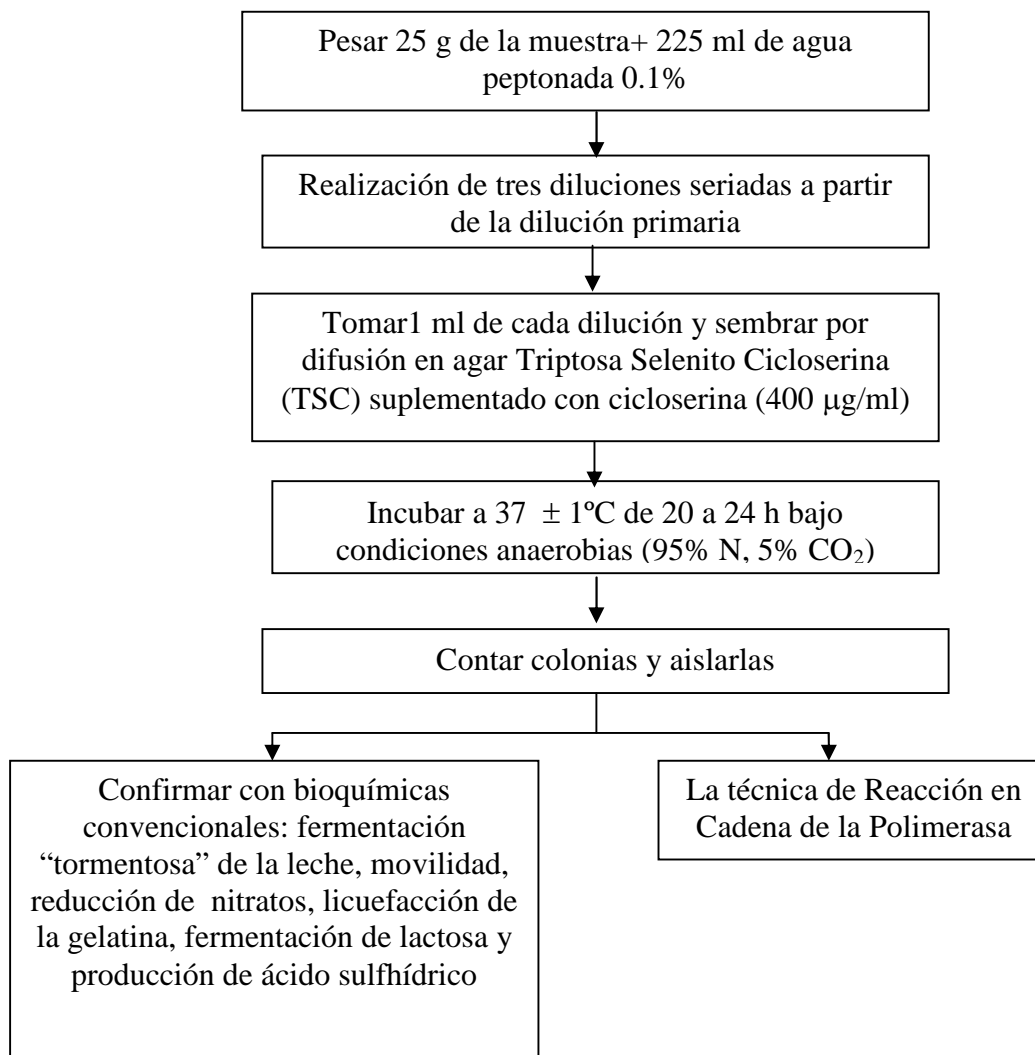 Pesar 25 g de la muestra+ 225 ml de agua
peptonada 0.1%
Realización de tres diluciones seriadas a partir
de la dilución primaria
Tomar1 ml de cada dilución y sembrar por
difusión en agar Triptosa Selenito Cicloserina
(TSC) suplementado con cicloserina (400 μg/ml)
Incubar a 37 ± 1ºC de 20 a 24 h bajo
condiciones anaerobias (95% N, 5% CO₂)
Contar colonias y aislarlas
Confirmar con bioquímicas
convencionales: fermentación
“tormentosa” de la leche, movilidad,
reducción de nitratos, licuefacción de
la gelatina, fermentación de lactosa y
producción de ácido sulfhídrico
La técnica de Reacción en
Cadena de la Polimerasa